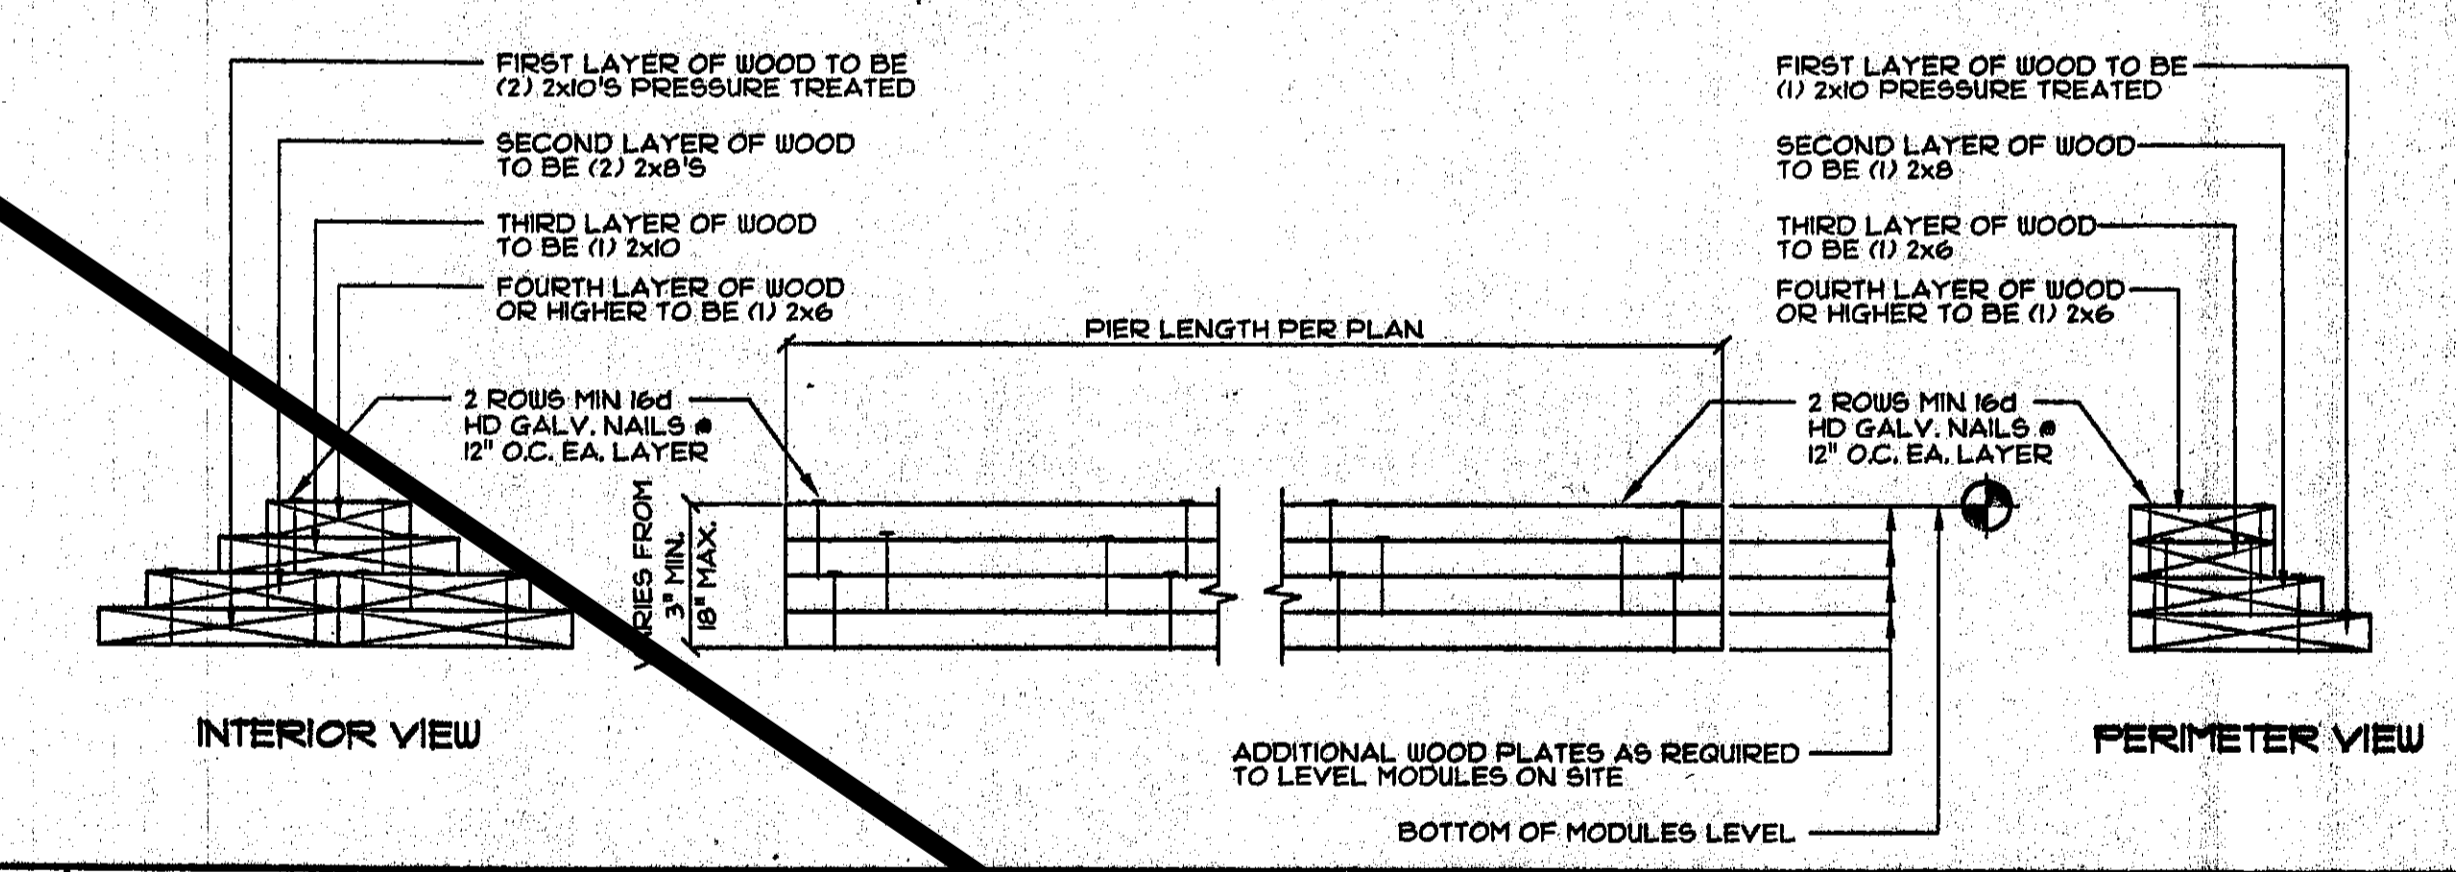 FIRST LAYER OF WOOD TO BE
(2) 2x10'S PRESSURE TREATED
SECOND LAYER OF WOOD
TO BE (2) 2x8'S
THIRD LAYER OF WOOD
TO BE (1) 2x10
FOURTH LAYER OF WOOD
OR HIGHER TO BE (1) 2x6
2 ROWS MIN 16d
HD GALV. NAILS @
12" O.C. EA. LAYER
INTERIOR VIEW
FROM
3" MIN.
18" MAX.
PIER LENGTH PER PLAN
ADDITIONAL WOOD PLATES AS REQUIRED
TO LEVEL MODULES ON SITE
BOTTOM OF MODULES LEVEL
FIRST LAYER OF WOOD TO BE
(1) 2x10 PRESSURE TREATED
SECOND LAYER OF WOOD
TO BE (1) 2x8
THIRD LAYER OF WOOD
TO BE (1) 2x6
FOURTH LAYER OF WOOD
OR HIGHER TO BE (1) 2x6
2 ROWS MIN 16d
HD GALV. NAILS @
12" O.C. EA. LAYER
PERIMETER VIEW